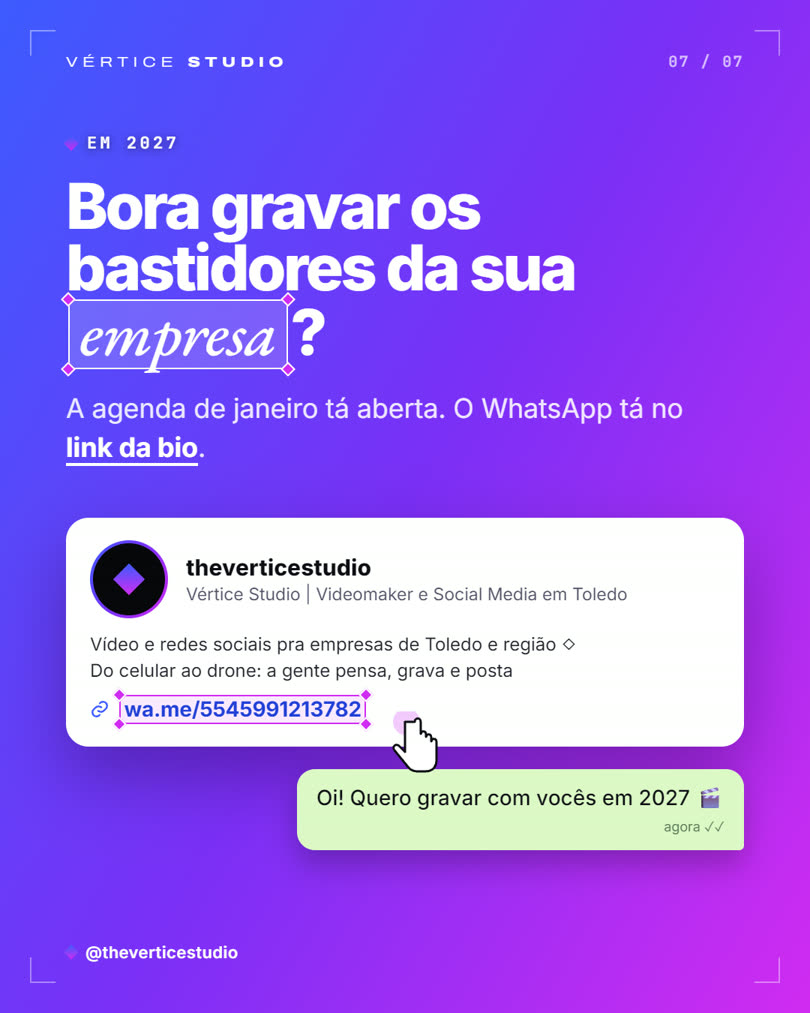 VÉRTICE STUDIO
07 / 07
EM 2027
Bora gravar os
bastidores da sua
empresa?
A agenda de janeiro tá aberta. O WhatsApp tá no
link da bio.
theverticestudio
Vértice Studio | Videomaker e Social Media em Toledo
Vídeo e redes sociais pra empresas de Toledo e região ◇
Do celular ao drone: a gente pensa, grava e posta
wa.me/5545991213782
Oi! Quero gravar com vocês em 2027 🎬
agora ✓✓
@theverticestudio